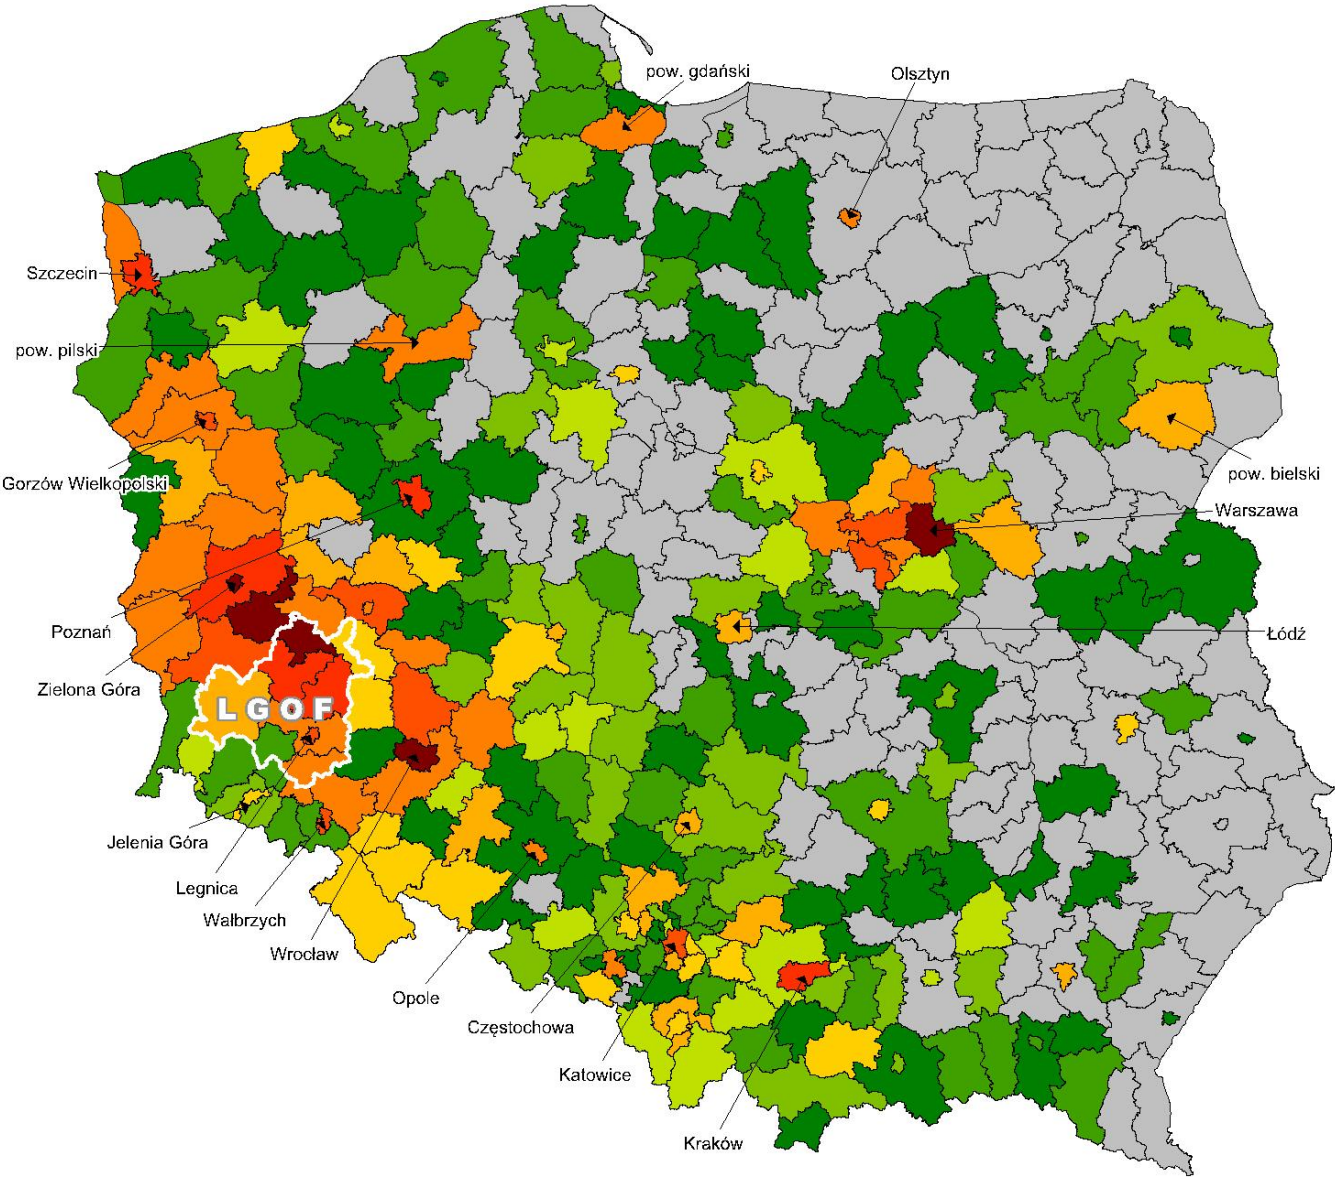 pow. gdański
Olsztyn
Szczecin
pow. pilski
Gorzów Wielkopolski
pow. bielski
Warszawa
Poznań
Łódź
Zielona Góra
LGOF
Jelenia Góra
Legnica
Wałbrzych
Wrocław
Opole
Częstochowa
Katowice
Kraków